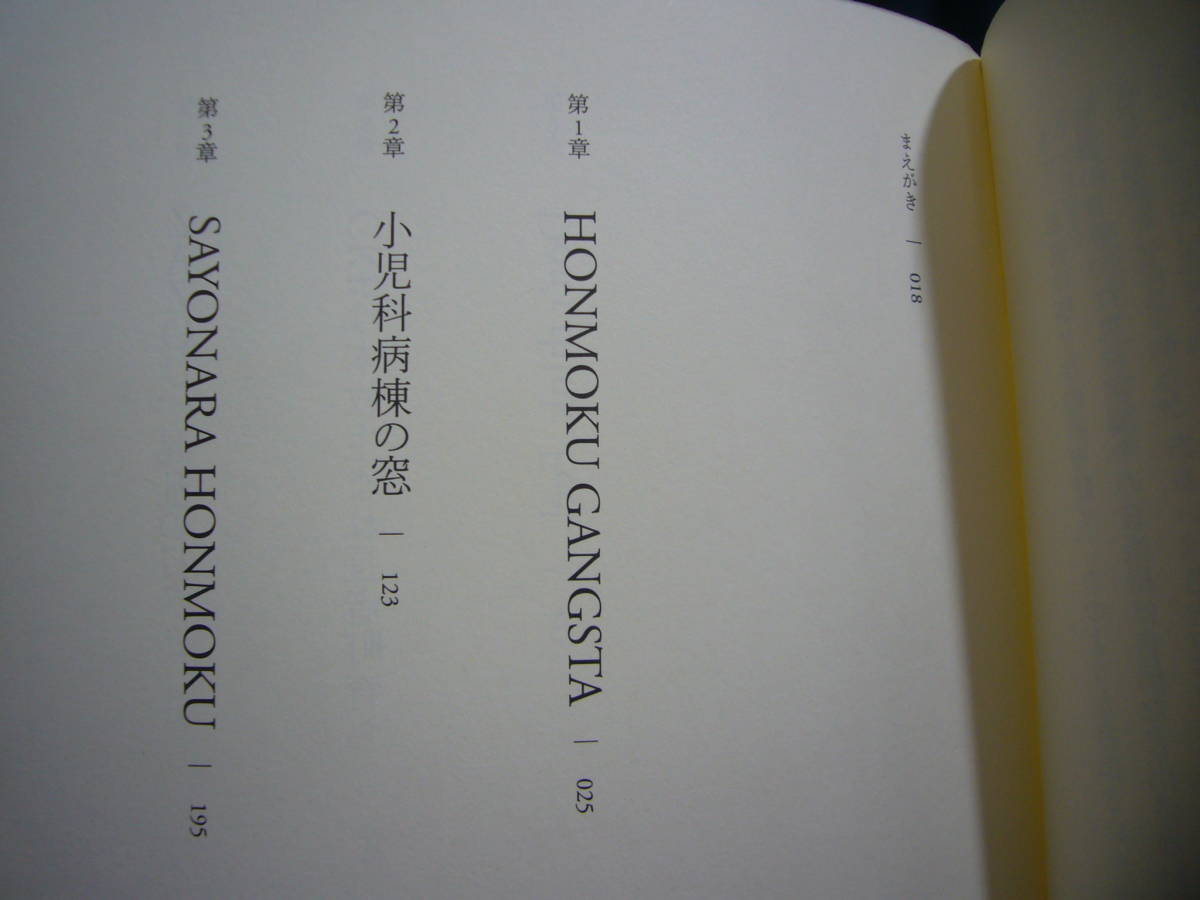 まえがき | 018
第1章 HONMOKU GANGSTA | 025
第2章 小児科病棟の窓 | 123
第3章 SAYONARA HONMOKU | 195